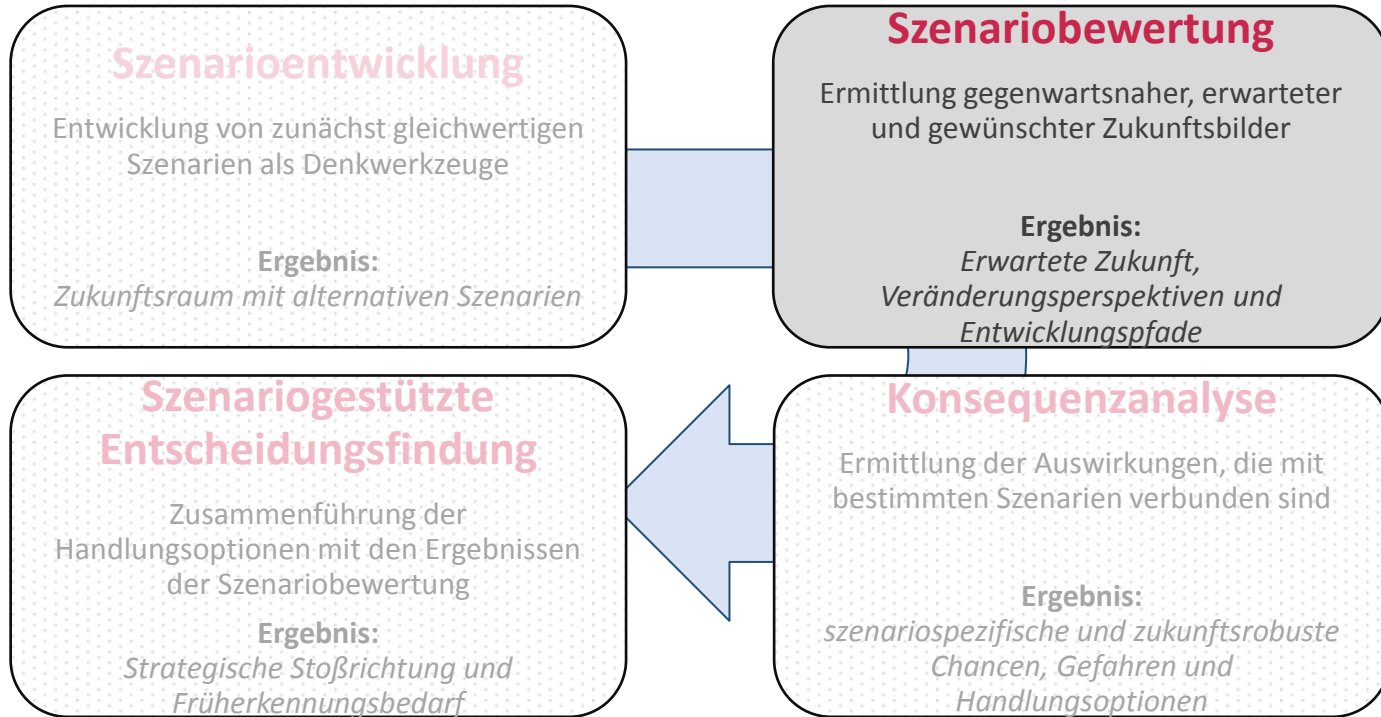 Szenarioentwicklung
Entwicklung von zunächst gleichwertigen
Szenarien als Denkwerkzeuge
Ergebnis:
Zukunftsraum mit alternativen Szenarien
Szenariobewertung
Ermittlung gegenwartsnaher, erwarteter
und gewünschter Zukunftsbilder
Ergebnis:
Erwartete Zukunft,
Veränderungsperspektiven und
Entwicklungspfade
Szenariogestützte
Entscheidungsfindung
Zusammenführung der
Handlungsoptionen mit den Ergebnissen
der Szenariobewertung
Ergebnis:
Strategische Stoßrichtung und
Früherkennungsbedarf
Konsequenzanalyse
Ermittlung der Auswirkungen, die mit
bestimmten Szenarien verbunden sind
Ergebnis:
szenariospezifische und zukunftsrobuste
Chancen, Gefahren und
Handlungsoptionen